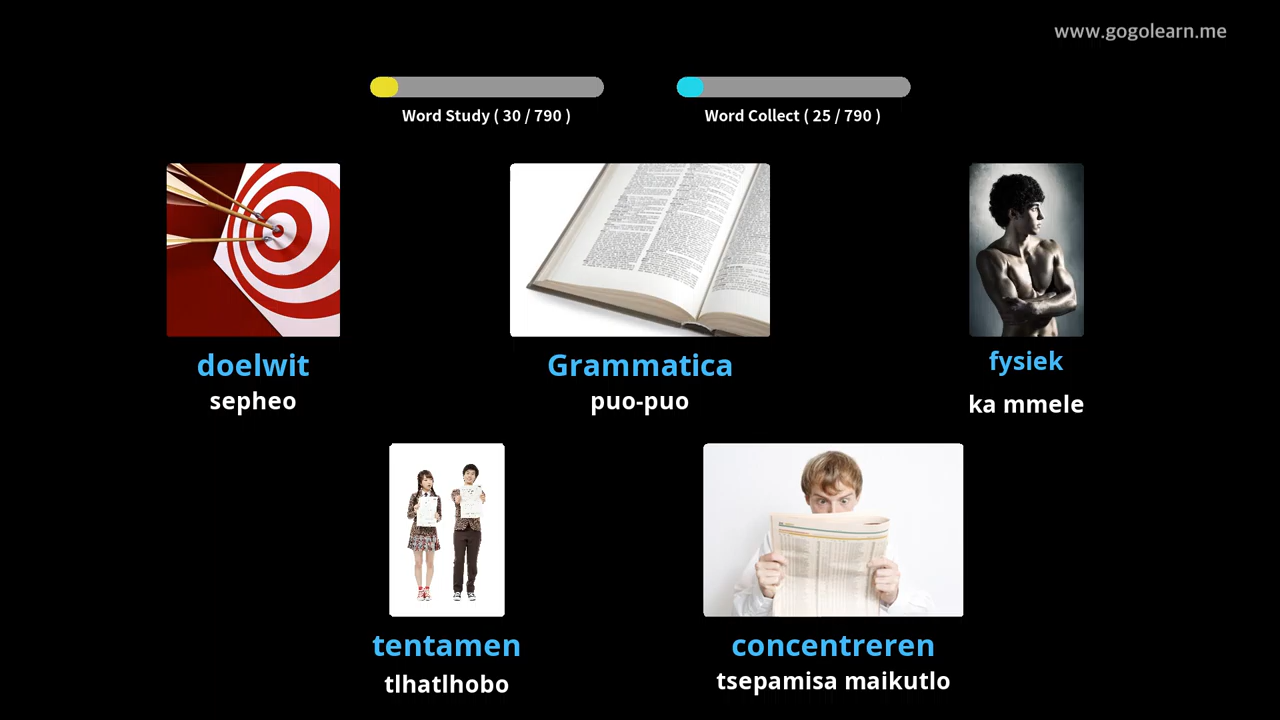 www.gogolearn.me
Word Study ( 30 / 790 )
Word Collect ( 25 / 790 )
doelwit
sepheo
Grammatica
puo-puo
fysiek
ka mmele
tentamen
tlhatlhobo
concentreren
tsepamisa maikutlo